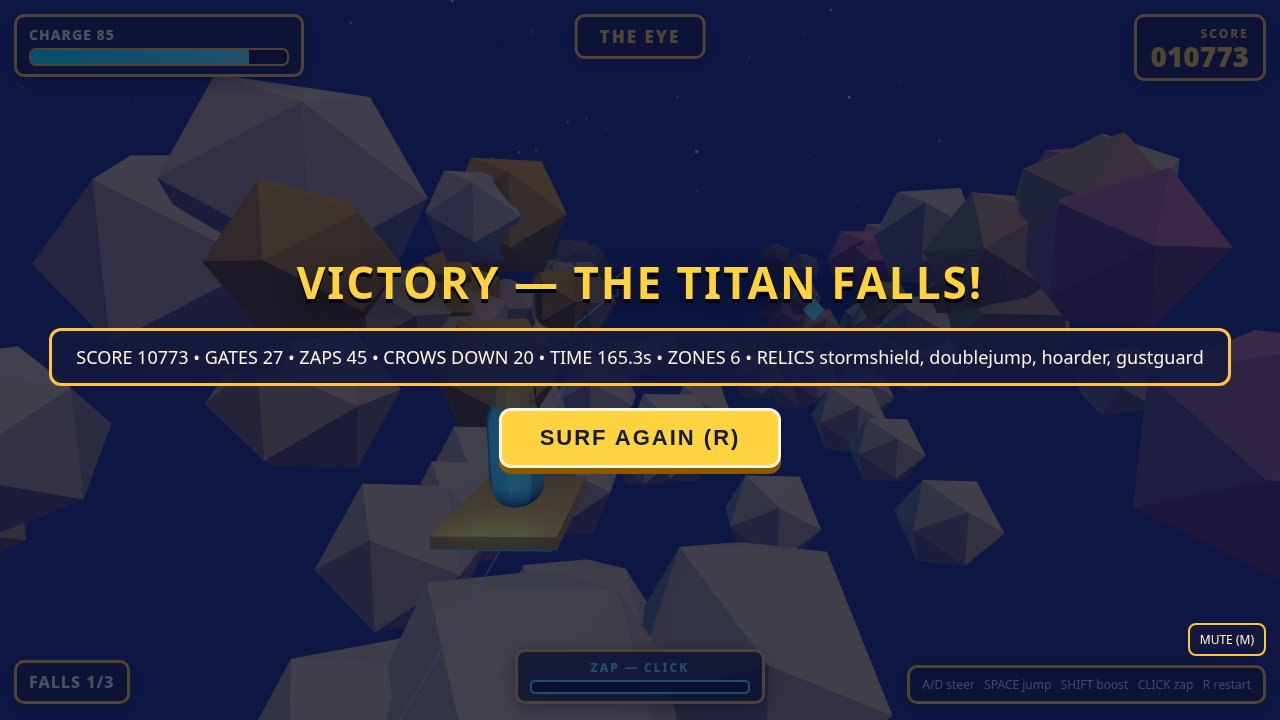 CHARGE 85
THE EYE
SCORE
010773
VICTORY — THE TITAN FALLS!
SCORE 10773 • GATES 27 • ZAPS 45 • CROWS DOWN 20 • TIME 165.3s • ZONES 6 • RELICS stormshield, doublejump, hoarder, gustguard
SURF AGAIN (R)
MUTE (M)
FALLS 1/3
ZAP — CLICK
A/D steer SPACE jump SHIFT boost CLICK zap R restart